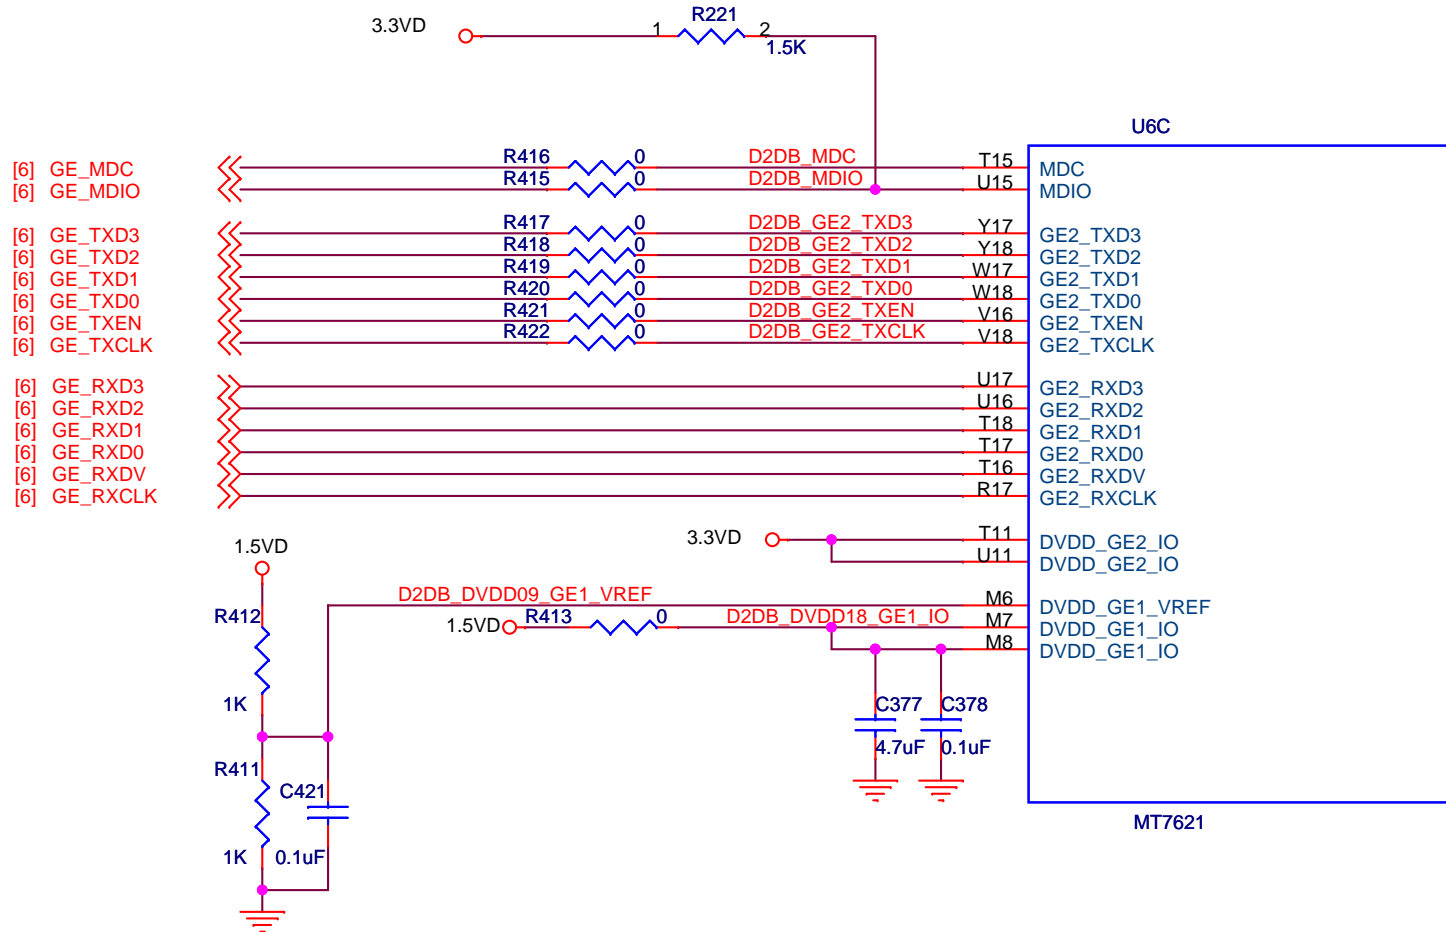 3.3VD 1 R221 2
1.5K
U6C
[6] GE_MDC R416 0 D2DB_MDC T15 MDC
[6] GE_MDIO R415 0 D2DB_MDIO U15 MDIO
[6] GE_TXD3 R417 0 D2DB_GE2_TXD3 Y17 GE2_TXD3
[6] GE_TXD2 R418 0 D2DB_GE2_TXD2 Y18 GE2_TXD2
[6] GE_TXD1 R419 0 D2DB_GE2_TXD1 W17 GE2_TXD1
[6] GE_TXD0 R420 0 D2DB_GE2_TXD0 W18 GE2_TXD0
[6] GE_TXEN R421 0 D2DB_GE2_TXEN V16 GE2_TXEN
[6] GE_TXCLK R422 0 D2DB_GE2_TXCLK V18 GE2_TXCLK
[6] GE_RXD3 U17 GE2_RXD3
[6] GE_RXD2 U16 GE2_RXD2
[6] GE_RXD1 T18 GE2_RXD1
[6] GE_RXD0 T17 GE2_RXD0
[6] GE_RXDV T16 GE2_RXDV
[6] GE_RXCLK R17 GE2_RXCLK
3.3VD T11 DVDD_GE2_IO
U11 DVDD_GE2_IO
1.5VD
D2DB_DVDD09_GE1_VREF M6 DVDD_GE1_VREF
R412 1.5VD R413 0 D2DB_DVDD18_GE1_IO M7 DVDD_GE1_IO
M8 DVDD_GE1_IO
1K C377 C378
4.7uF 0.1uF
R411
C421
1K 0.1uF
MT7621